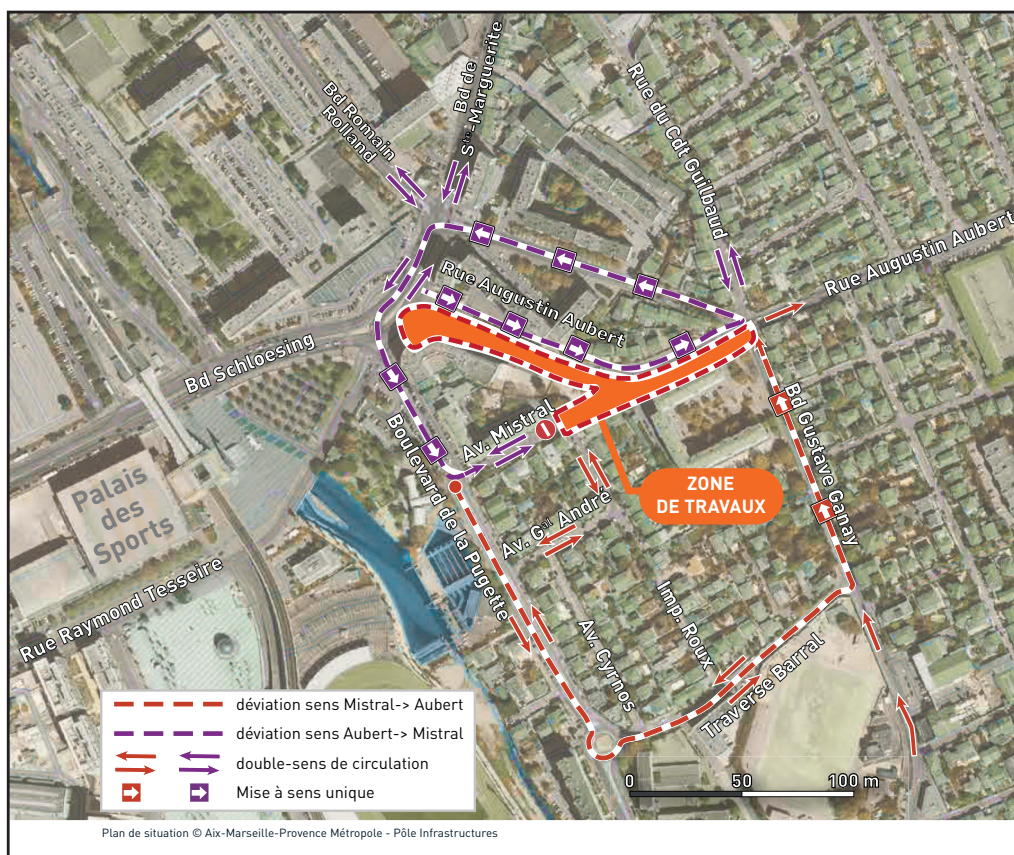 Bd Romain
Rolland
Bd de
Ste-Marguerite
Rue du Cdt Guilbaud
Rue Augustin Aubert
Rue Augustin Aubert
Bd Schloesing
Av. Mistral
Boulevard de la Pugette
Bd Gustave Ganay
ZONE
DE TRAVAUX
Palais
des
Sports
Av. Gal André
Rue Raymond Tesseire
Imp. Roux
Av. Cyrnos
Traverse Barral
déviation sens Mistral-> Aubert
déviation sens Aubert-> Mistral
double-sens de circulation
Mise à sens unique
0 50 100 m
Plan de situation © Aix-Marseille-Provence Métropole - Pôle Infrastructures